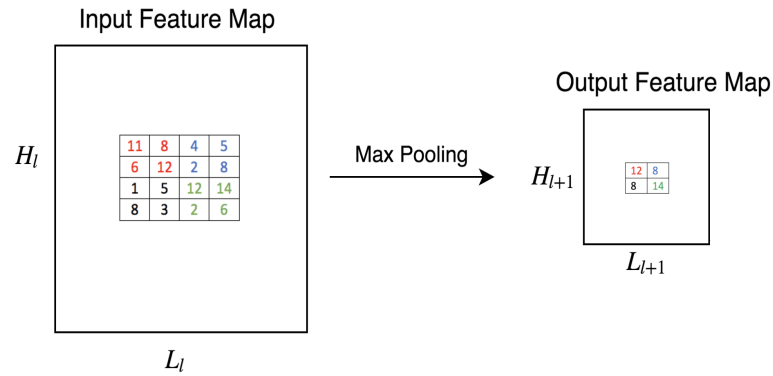 Input Feature Map
H_l
11 8 4 5
6 12 2 8
1 5 12 14
8 3 2 6
L_l
Max Pooling
Output Feature Map
H_{l+1}
12 8
8 14
L_{l+1}